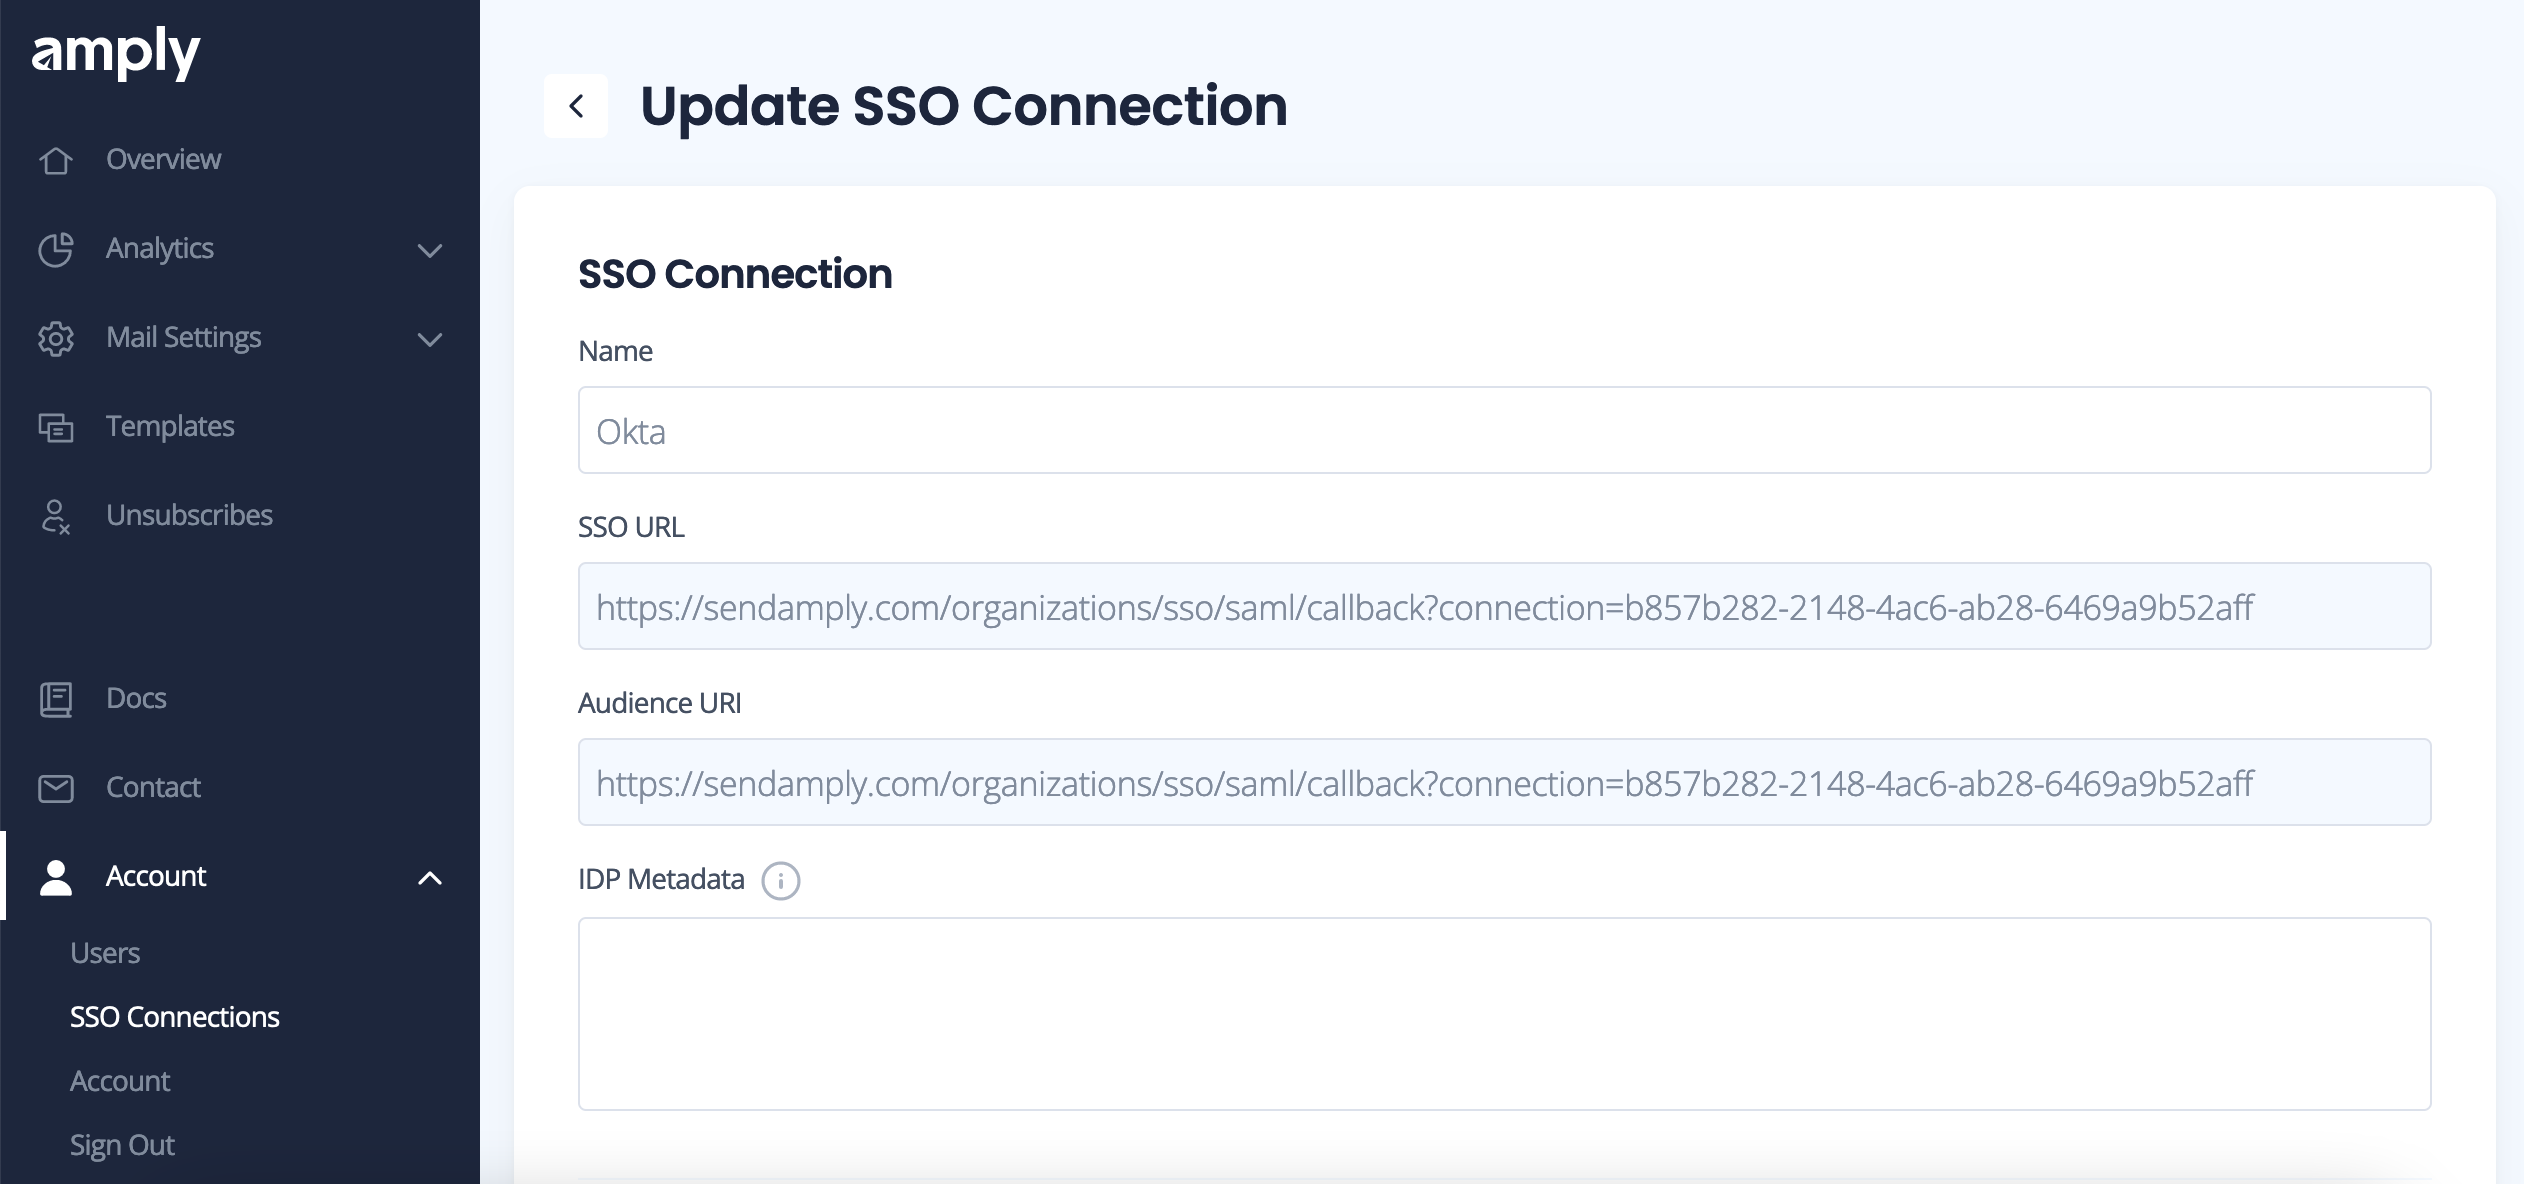 amply
Overview
Analytics
Mail Settings
Templates
Unsubscribes
Docs
Contact
Account
Users
SSO Connections
Account
Sign Out
Update SSO Connection
SSO Connection
Name
Okta
SSO URL
https://sendamply.com/organizations/sso/saml/callback?connection=b857b282-2148-4ac6-ab28-6469a9b52aff
Audience URI
https://sendamply.com/organizations/sso/saml/callback?connection=b857b282-2148-4ac6-ab28-6469a9b52aff
IDP Metadata